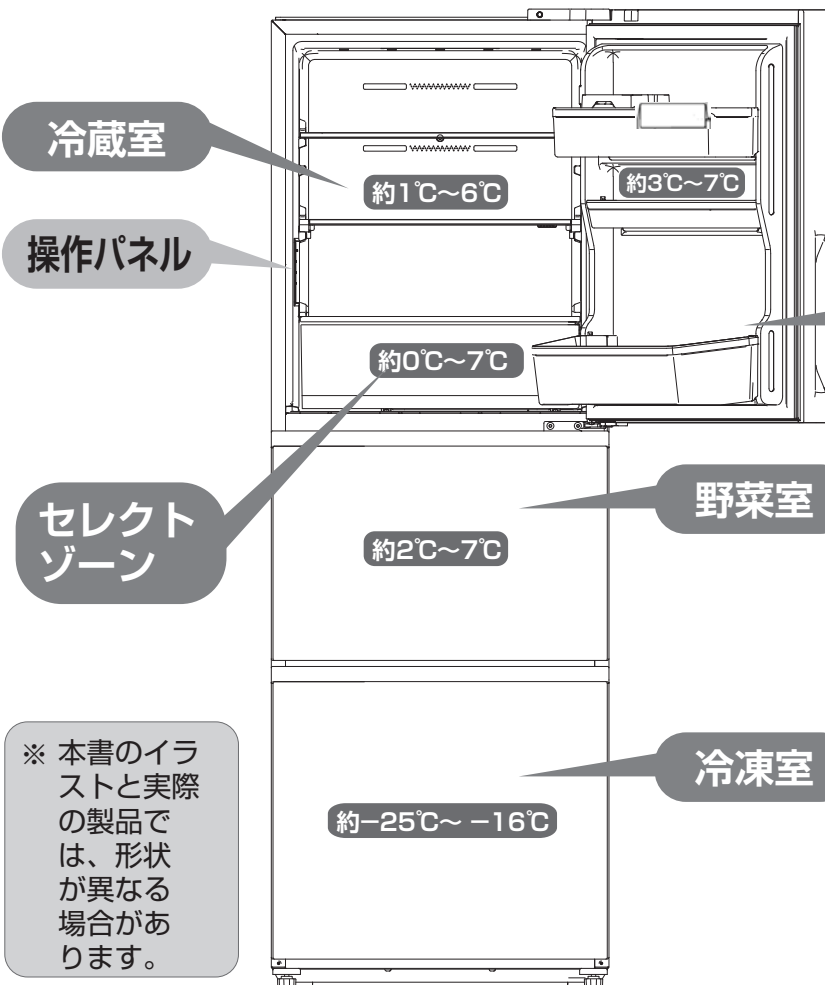 冷蔵室
約1℃～6℃
約3℃～7℃
操作パネル
約0℃～7℃
セレクト
ゾーン
野菜室
約2℃～7℃
冷凍室
約−25℃～ −16℃
※ 本書のイラ
ストと実際
の製品で
は、形状
が異なる
場合があ
ります。